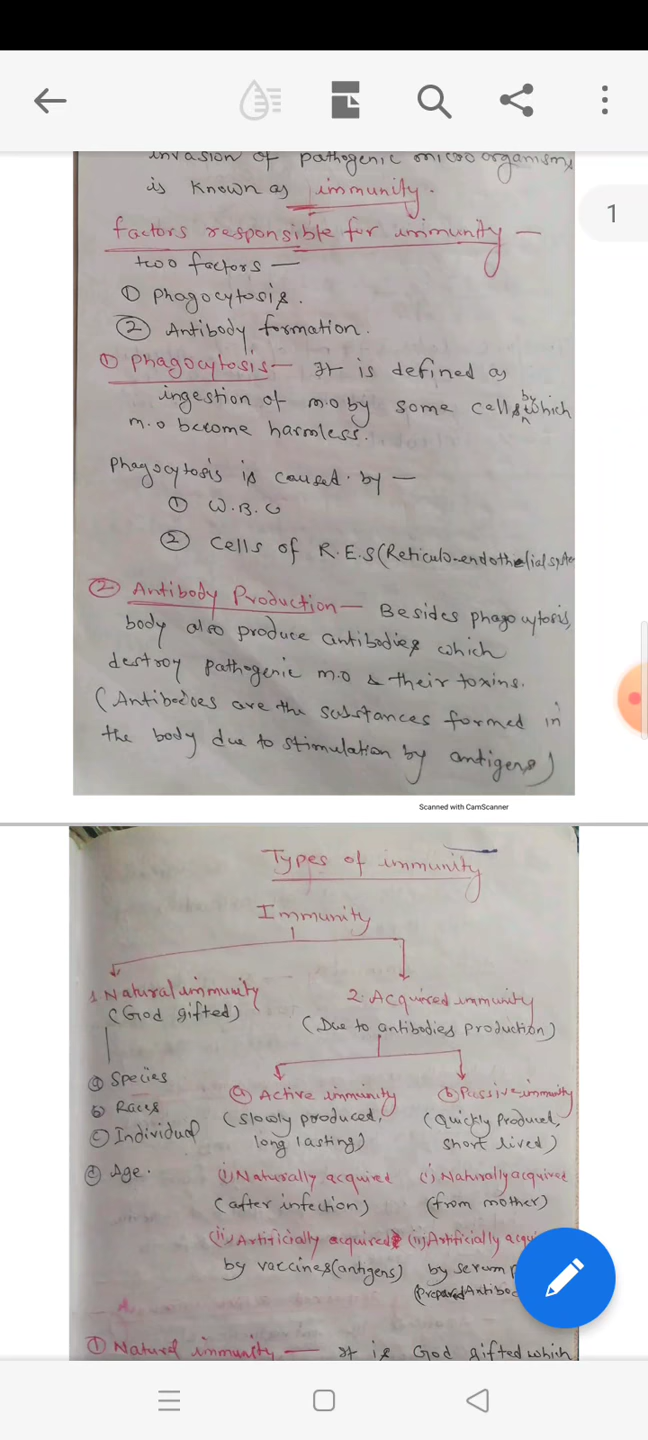 invasion of pathogenic micro organisms
is known as immunity.
1
factors responsible for immunity —
two factors —
① Phagocytosis.
② Antibody formation.
① Phagocytosis — It is defined as
ingestion of m.o by some cells by which
m.o become harmless.
Phagocytosis is caused by —
① W.B.C
② Cells of R.E.S (Reticulo-endothelial syste
② Antibody Production — Besides phagocytosis,
body also produce antibodies which
destroy pathogenic m.o & their toxins.
(Antibodies are the substances formed in
the body due to stimulation by antigens)
Scanned with CamScanner
Types of immunity
Immunity
1. Natural immunity
(God gifted)
2. Acquired immunity
(Due to antibodies production)
ⓐ Species
ⓑ Races
ⓒ Individual
ⓓ Age.
ⓐ Active immunity
(slowly produced,
long lasting)
(i) Naturally acquired
(after infection)
(ii) Artificially acquired
by vaccines (antigens)
ⓑ Passive immunity
(Quickly Produced,
short lived)
(i) Naturally acquired
(from mother)
(ii) Artificially acqui
by serum
(Prepared Antibo
① Natural immunity — It is God gifted which